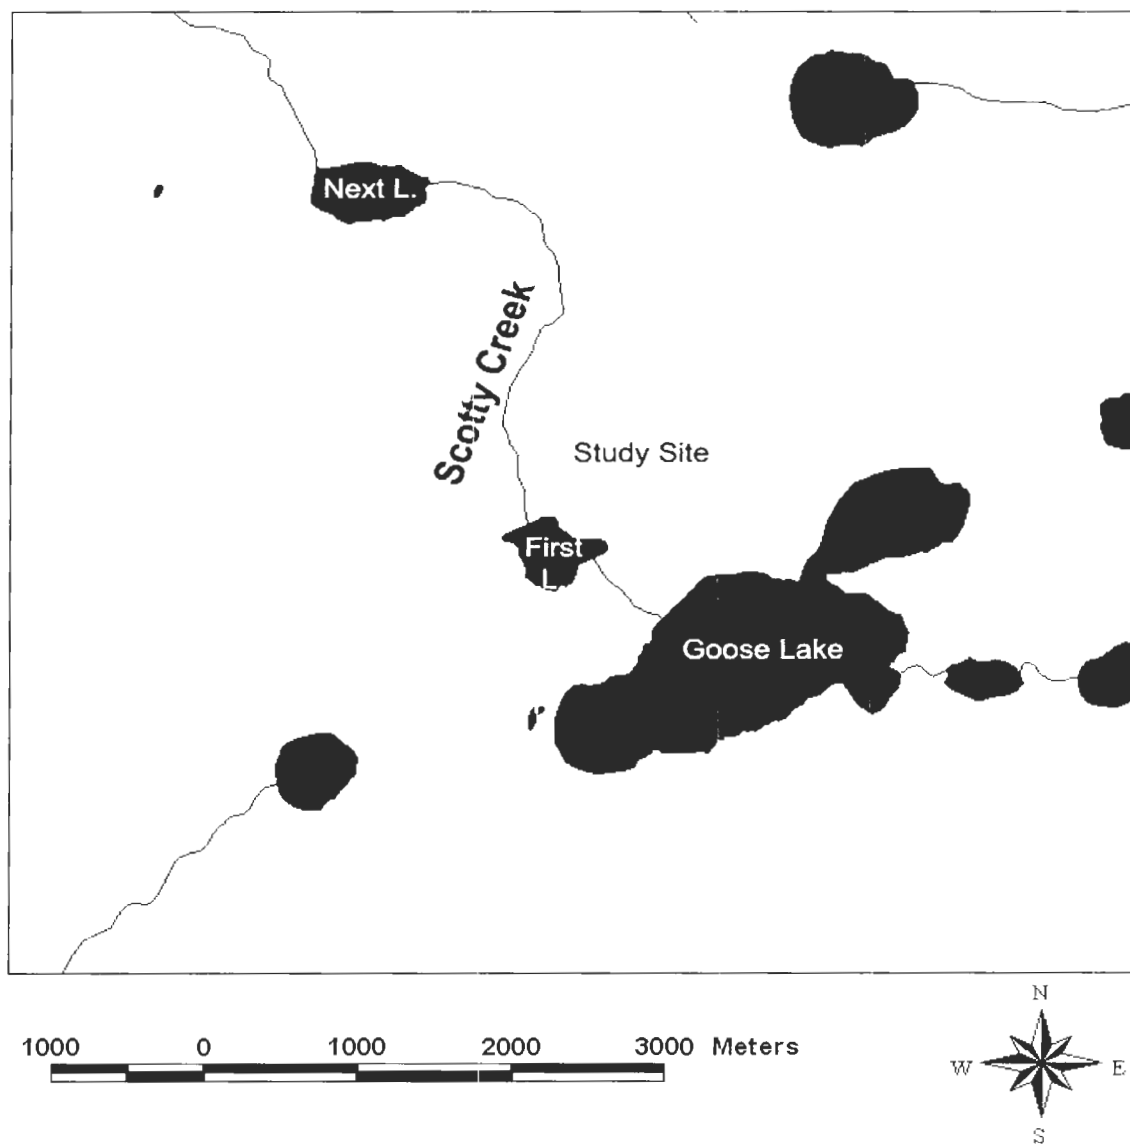 Next L.
Scotty Creek
Study Site
First
L.
Goose Lake
N
1000 0 1000 2000 3000 Meters
W E
S